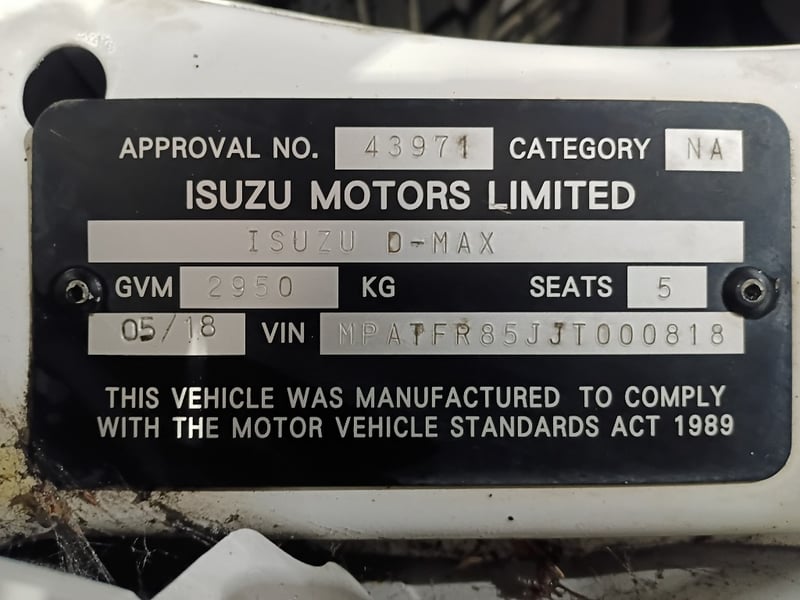 APPROVAL NO. 43971 CATEGORY NA
ISUZU MOTORS LIMITED
ISUZU D-MAX
GVM 2950 KG SEATS 5
05/18 VIN MPATFR85JJT000818
THIS VEHICLE WAS MANUFACTURED TO COMPLY
WITH THE MOTOR VEHICLE STANDARDS ACT 1989